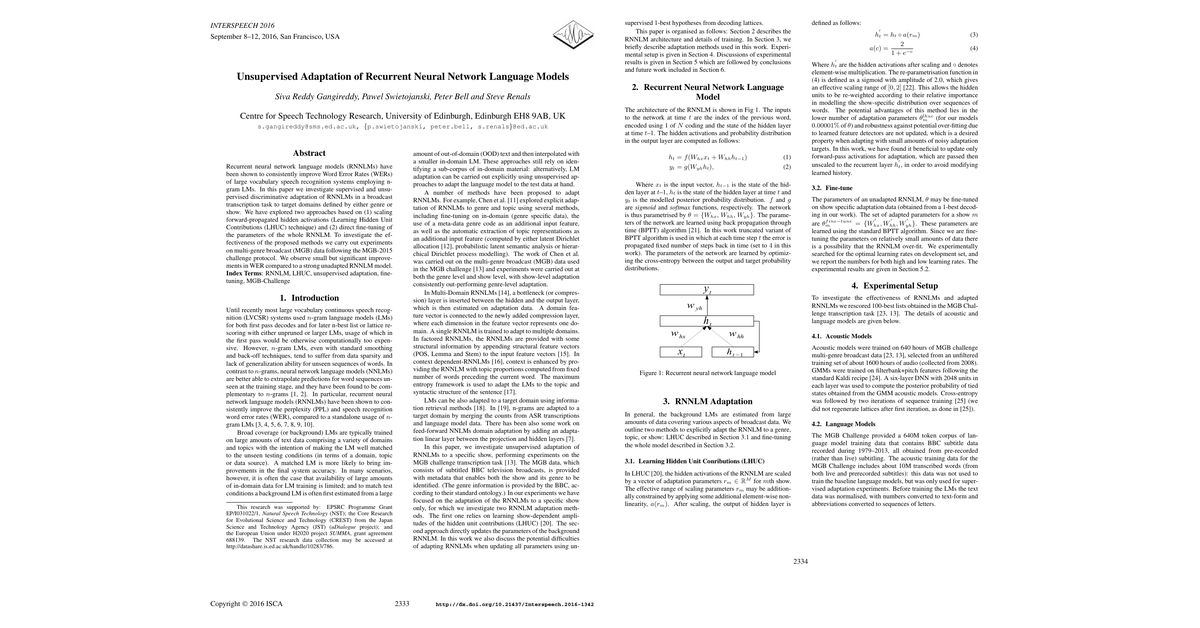 INTERSPEECH 2016
September 8–12, 2016, San Francisco, USA
Unsupervised Adaptation of Recurrent Neural Network Language Models
Siva Reddy Gangireddy, Pawel Swietojanski, Peter Bell and Steve Renals
Centre for Speech Technology Research, University of Edinburgh, Edinburgh EH8 9AB, UK
s.gangireddy@sms.ed.ac.uk, {p.swietojanski, peter.bell, s.renals}@ed.ac.uk
Abstract
Recurrent neural network language models (RNNLMs) have
been shown to consistently improve Word Error Rates (WERs)
of large vocabulary speech recognition systems employing n-
gram LMs. In this paper we investigate supervised and unsu-
pervised discriminative adaptation of RNNLMs in a broadcast
transcription task to target domains defined by either genre or
show. We have explored two approaches based on (1) scaling
forward-propagated hidden activations (Learning Hidden Unit
Contributions (LHUC) technique) and (2) direct fine-tuning of
the parameters of the whole RNNLM. To investigate the ef-
fectiveness of the proposed methods we carry out experiments
on multi-genre broadcast (MGB) data following the MGB-2015
challenge protocol. We observe small but significant improve-
ments in WER compared to a strong unadapted RNNLM model.
Index Terms: RNNLM, LHUC, unsupervised adaptation, fine-
tuning, MGB-Challenge
1. Introduction
Until recently most large vocabulary continuous speech recog-
nition (LVCSR) systems used n-gram language models (LMs)
for both first pass decodes and for later n-best list or lattice re-
scoring with either unpruned or larger LMs, usage of which in
the first pass would be otherwise computationally too expen-
sive. However, n-gram LMs, even with standard smoothing
and back-off techniques, tend to suffer from data sparsity and
lack of generalization ability for unseen sequences of words. In
contrast to n-grams, neural network language models (NNLMs)
are better able to extrapolate predictions for word sequences un-
seen at the training stage, and they have been found to be com-
plementary to n-grams [1, 2]. In particular, recurrent neural
network language models (RNNLMs) have been shown to con-
sistently improve the perplexity (PPL) and speech recognition
word error rates (WER), compared to a standalone usage of n-
gram LMs [3, 4, 5, 6, 7, 8, 9, 10].
Broad coverage (or background) LMs are typically trained
on large amounts of text data comprising a variety of domains
and topics with the intention of making the LM well matched
to the unseen testing conditions (in terms of a domain, topic
or data source). A matched LM is more likely to bring im-
provements in the final system accuracy. In many scenarios,
however, it is often the case that availability of large amounts
of in-domain data for LM training is limited; and to match test
conditions a background LM is often first estimated from a large
This research was supported by: EPSRC Programme Grant
EP/I031022/1, Natural Speech Technology (NST); the Core Research
for Evolutional Science and Technology (CREST) from the Japan
Science and Technology Agency (JST) (uDialogue project); and
the European Union under H2020 project SUMMA, grant agreement
688139. The NST research data collection may be accessed at
http://datashare.is.ed.ac.uk/handle/10283/786.
amount of out-of-domain (OOD) text and then interpolated with
a smaller in-domain LM. These approaches still rely on iden-
tifying a sub-corpus of in-domain material: alternatively, LM
adaptation can be carried out explicitly using unsupervised ap-
proaches to adapt the language model to the test data at hand.
A number of methods have been proposed to adapt
RNNLMs. For example, Chen et al. [11] explored explicit adap-
tation of RNNLMs to genre and topic using several methods,
including fine-tuning on in-domain (genre specific) data, the
use of a meta-data genre code as an additional input feature,
as well as the automatic extraction of topic representations as
an additional input feature (computed by either latent Dirichlet
allocation [12], probabilistic latent semantic analysis or hierar-
chical Dirichlet process modelling). The work of Chen et al.
was carried out on the multi-genre broadcast (MGB) data used
in the MGB challenge [13] and experiments were carried out at
both the genre level and show level, with show-level adaptation
consistently out-performing genre-level adaptation.
In Multi-Domain RNNLMs [14], a bottleneck (or compres-
sion) layer is inserted between the hidden and the output layer,
which is then estimated on adaptation data. A domain fea-
ture vector is connected to the newly added compression layer,
where each dimension in the feature vector represents one do-
main. A single RNNLM is trained to adapt to multiple domains.
In factored RNNLMs, the RNNLMs are provided with some
structural information by appending structural feature vectors
(POS, Lemma and Stem) to the input feature vectors [15]. In
context dependent-RNNLMs [16], context is enhanced by pro-
viding the RNNLM with topic proportions computed from fixed
number of words preceding the current word. The maximum
entropy framework is used to adapt the LMs to the topic and
syntactic structure of the sentence [17].
LMs can be also adapted to a target domain using informa-
tion retrieval methods [18]. In [19], n-grams are adapted to a
target domain by merging the counts from ASR transcriptions
and language model data. There has also been some work on
feed-forward NNLMs domain adaptation by adding an adapta-
tion linear layer between the projection and hidden layers [7].
In this paper, we investigate unsupervised adaptation of
RNNLMs to a specific show, performing experiments on the
MGB challenge transcription task [13]. The MGB data, which
consists of subtitled BBC television broadcasts, is provided
with metadata that enables both the show and its genre to be
identified. (The genre information is provided by the BBC, ac-
cording to their standard ontology.) In our experiments we have
focused on the adaptation of the RNNLMs to a specific show
only, for which we investigate two RNNLM adaptation meth-
ods. The first one relies on learning show-dependent ampli-
tudes of the hidden unit contributions (LHUC) [20]. The sec-
ond approach directly updates the parameters of the background
RNNLM. In this work we also discuss the potential difficulties
of adapting RNNLMs when updating all parameters using un-
Copyright © 2016 ISCA
2333
http://dx.doi.org/10.21437/Interspeech.2016-1342
supervised 1-best hypotheses from decoding lattices.
This paper is organised as follows: Section 2 describes the
RNNLM architecture and details of training. In Section 3, we
briefly describe adaptation methods used in this work. Experi-
mental setup is given in Section 4. Discussions of experimental
results is given in Section 5 which are followed by conclusions
and future work included in Section 6.
2. Recurrent Neural Network Language
Model
The architecture of the RNNLM is shown in Fig 1. The inputs
to the network at time t are the index of the previous word,
encoded using 1 of N coding and the state of the hidden layer
at time t–1. The hidden activations and probability distribution
in the output layer are computed as follows:
h_t = f(W_{hx} x_t + W_{hh} h_{t−1}) (1)
y_t = g(W_{yh} h_t), (2)
Where x_t is the input vector, h_{t−1} is the state of the hid-
den layer at t–1, h_t is the state of the hidden layer at time t and
y_t is the modelled posterior probability distribution. f and g
are sigmoid and softmax functions, respectively. The network
is thus parametrised by θ = {W_{hx}, W_{hh}, W_{yh}}. The parame-
ters of the network are learned using back propagation through
time (BPTT) algorithm [21]. In this work truncated variant of
BPTT algorithm is used in which at each time step t the error is
propagated fixed number of steps back in time (set to 4 in this
work). The parameters of the network are learned by optimiz-
ing the cross-entropy between the output and target probability
distributions.
y_t
w_{yh}
h_t
w_{hx} w_{hh}
x_t h_{t−1}
Figure 1: Recurrent neural network language model
3. RNNLM Adaptation
In general, the background LMs are estimated from large
amounts of data covering various aspects of broadcast data. We
outline two methods to explicitly adapt the RNNLM to a genre,
topic, or show: LHUC described in Section 3.1 and fine-tuning
the whole model described in Section 3.2.
3.1. Learning Hidden Unit Conributions (LHUC)
In LHUC [20], the hidden activations of the RNNLM are scaled
by a vector of adaptation parameters r_m ∈ ℝ^M for mth show.
The effective range of scaling parameters r_m may be addition-
ally constrained by applying some additional element-wise non-
linearity, a(r_m). After scaling, the output of hidden layer is
defined as follows:
h'_t = h_t ∘ a(r_m) (3)
a(c) = 2 / (1 + e^{−c}) (4)
Where h'_t are the hidden activations after scaling and ∘ denotes
element-wise multiplication. The re-parametrisation function in
(4) is defined as a sigmoid with amplitude of 2.0, which gives
an effective scaling range of [0, 2] [22]. This allows the hidden
units to be re-weighted according to their relative importance
in modelling the show-specific distribution over sequences of
words. The potential advantages of this method lies in the
lower number of adaptation parameters θ_m^{lhuc} (for our models
0.00001% of θ) and robustness against potential over-fitting due
to learned feature detectors are not updated, which is a desired
property when adapting with small amounts of noisy adaptation
targets. In this work, we have found it beneficial to update only
forward-pass activations for adaptation, which are passed then
unscaled to the recurrent layer h_t, in order to avoid modifying
learned history.
3.2. Fine-tune
The parameters of an unadapted RNNLM, θ may be fine-tuned
on show specific adaptation data (obtained from a 1-best decod-
ing in our work). The set of adapted parameters for a show m
are θ_m^{fine−tune} = {W'_{hx}, W'_{hh}, W'_{yh}}. These parameters are
learned using the standard BPTT algorithm. Since we are fine-
tuning the parameters on relatively small amounts of data there
is a possibility that the RNNLM can over-fit. We experimentally
searched for the optimal learning rates on development set, and
we report the numbers for both high and low learning rates. The
experimental results are given in Section 5.2.
4. Experimental Setup
To investigate the effectiveness of RNNLMs and adapted
RNNLMs we rescored 100-best lists obtained in the MGB Chal-
lenge transcription task [23, 13]. The details of acoustic and
language models are given below.
4.1. Acoustic Models
Acoustic models were trained on 640 hours of MGB challenge
multi-genre broadcast data [23, 13], selected from an unfiltered
training set of about 1600 hours of audio (collected from 2008).
GMMs were trained on filterbank+pitch features following the
standard Kaldi recipe [24]. A six-layer DNN with 2048 units in
each layer was used to compute the posterior probability of tied
states obtained from the GMM acoustic models. Cross-entropy
was followed by two iterations of sequence training [25] (we
did not regenerate lattices after first iteration, as done in [25]).
4.2. Language Models
The MGB Challenge provided a 640M token corpus of lan-
guage model training data that contains BBC subtitle data
recorded during 1979–2013, all obtained from pre-recorded
(rather than live) subtitling. The acoustic training data for the
MGB Challenge includes about 10M transcribed words (from
both live and prerecorded subtitles): this data was not used to
train the baseline language models, but was only used for super-
vised adaptation experiments. Before training the LMs the text
data was normalised, with numbers converted to text-form and
abbreviations converted to sequences of letters.
2334